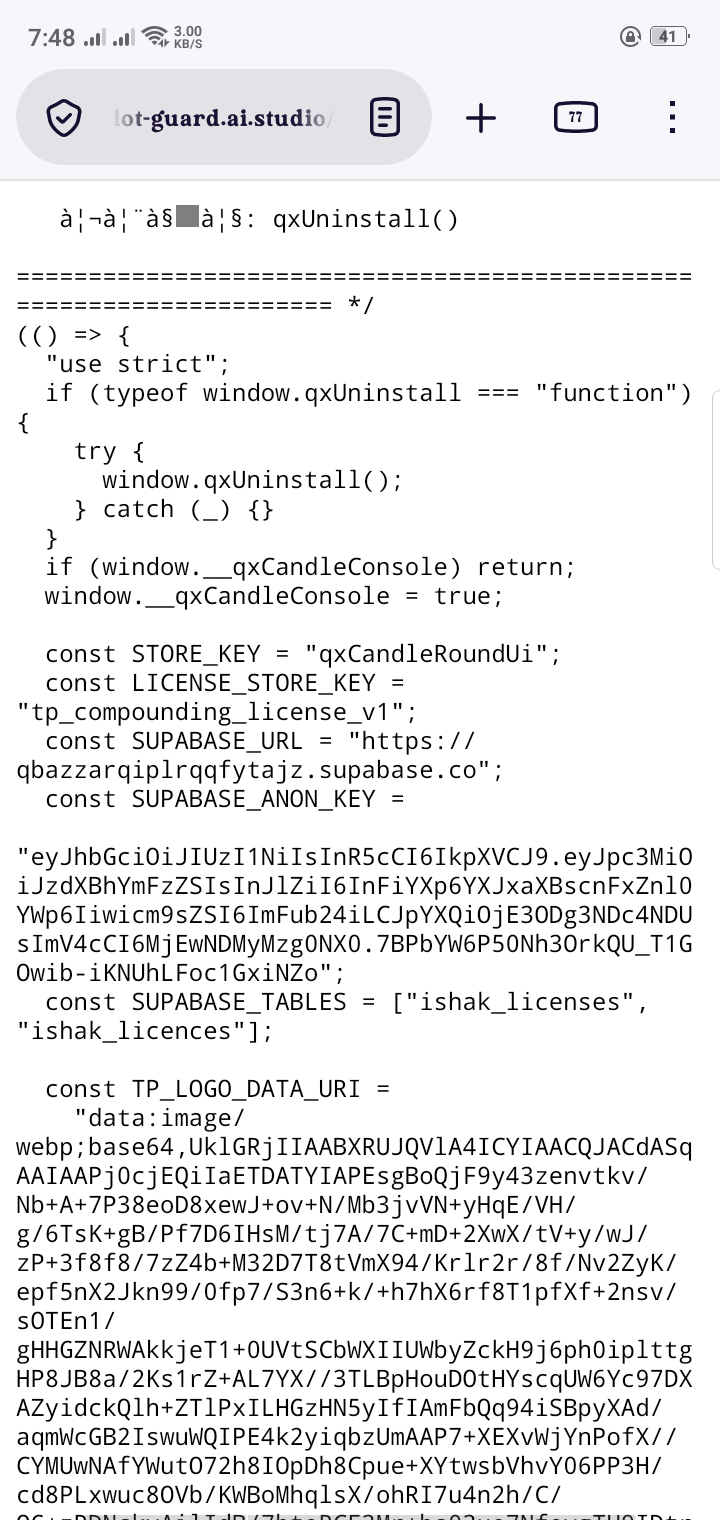 7:48
3.00
KB/S
41
lot-guard.ai.studio/
77
à¦¬à¦¨à§à¦§: qxUninstall()
=================================================
====================== */
(() => {
"use strict";
if (typeof window.qxUninstall === "function")
{
try {
window.qxUninstall();
} catch (_) {}
}
if (window.__qxCandleConsole) return;
window.__qxCandleConsole = true;
const STORE_KEY = "qxCandleRoundUi";
const LICENSE_STORE_KEY =
"tp_compounding_license_v1";
const SUPABASE_URL = "https://
qbazzarqiplrqqfytajz.supabase.co";
const SUPABASE_ANON_KEY =
"eyJhbGciOiJIUzI1NiIsInR5cCI6IkpXVCJ9.eyJpc3MiO
iJzdXBhYmFzZSIsInJlZiI6InFiYXp6YXJxaXBscnFxZnl0
YWp6Iiwicm9sZSI6ImFub24iLCJpYXQiOjE3ODg3NDc4NDU
sImV4cCI6MjEwNDMyMzg0NX0.7BPbYW6P50Nh3OrkQU_T1G
Owib-iKNUhLFoc1GxiNZo";
const SUPABASE_TABLES = ["ishak_licenses",
"ishak_licences"];
const TP_LOGO_DATA_URI =
"data:image/
webp;base64,UklGRjIIAABXRUJQVlA4ICYIAACQJACdASq
AAIAAPj0cjEQiIaETDATYIAPEsgBoQjF9y43zenvtkv/
Nb+A+7P38eoD8xewJ+ov+N/Mb3jvVN+yHqE/VH/
g/6TsK+gB/Pf7D6IHsM/tj7A/7C+mD+2XwX/tV+y/wJ/
zP+3f8f8/7zZ4b+M32D7T8tVmX94/Krlr2r/8f/Nv2ZyK/
epf5nX2Jkn99/0fp7/S3n6+k/+h7hX6rf8T1pfXf+2nsv/
sOTEn1/
gHHGZNRWAkkjeT1+0UVtSCbWXIIUWbyZckH9j6ph0iplttg
HP8JB8a/2Ks1rZ+AL7YX//3TLBpHouDOtHYscqUW6Yc97DX
AZyidckQlh+ZTlPxILHGzHN5yIfIAmFbQq94iSBpyXAd/
aqmWcGB2IswuWQIPE4k2yiqbzUmAAP7+XEXvWjYnPofX//
CYMUwNAfYWutO72h8IOpDh8Cpue+XYtwsbVhvY06PP3H/
cd8PLxwuc8OVb/KWBoMhqlsX/ohRI7u4n2h/C/